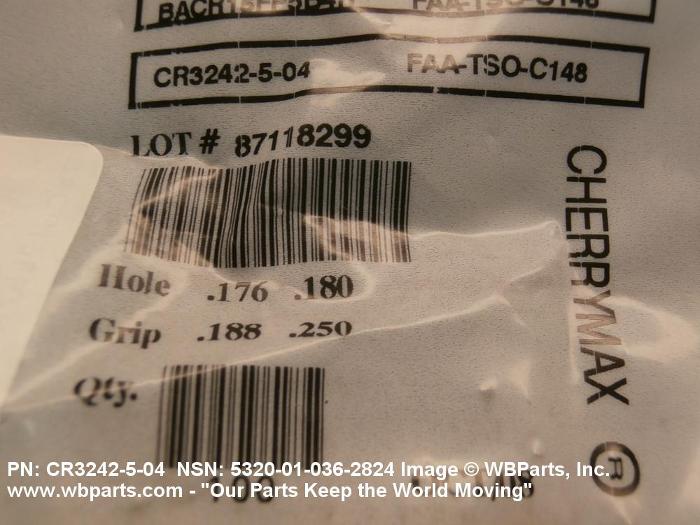 CR3242-5-04 FAA-TSO-C148
LOT # 87118299
Hole .176 .180
Grip .188 .250
Qty.
CHERRYMAX ®
PN: CR3242-5-04 NSN: 5320-01-036-2824 Image © WBParts, Inc.
www.wbparts.com - "Our Parts Keep the World Moving"